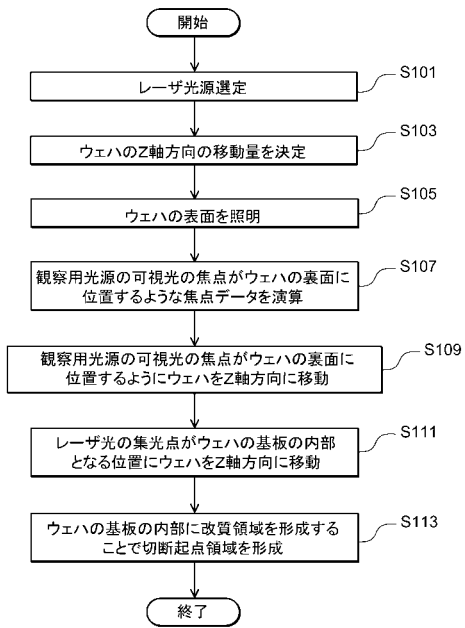 開始
レーザ光源選定
S101
ウェハのZ軸方向の移動量を決定
S103
ウェハの表面を照明
S105
観察用光源の可視光の焦点がウェハの裏面に
位置するような焦点データを演算
S107
観察用光源の可視光の焦点がウェハの裏面に
位置するようにウェハをZ軸方向に移動
S109
レーザ光の集光点がウェハの基板の内部
となる位置にウェハをZ軸方向に移動
S111
ウェハの基板の内部に改質領域を形成する
ことで切断起点領域を形成
S113
終了